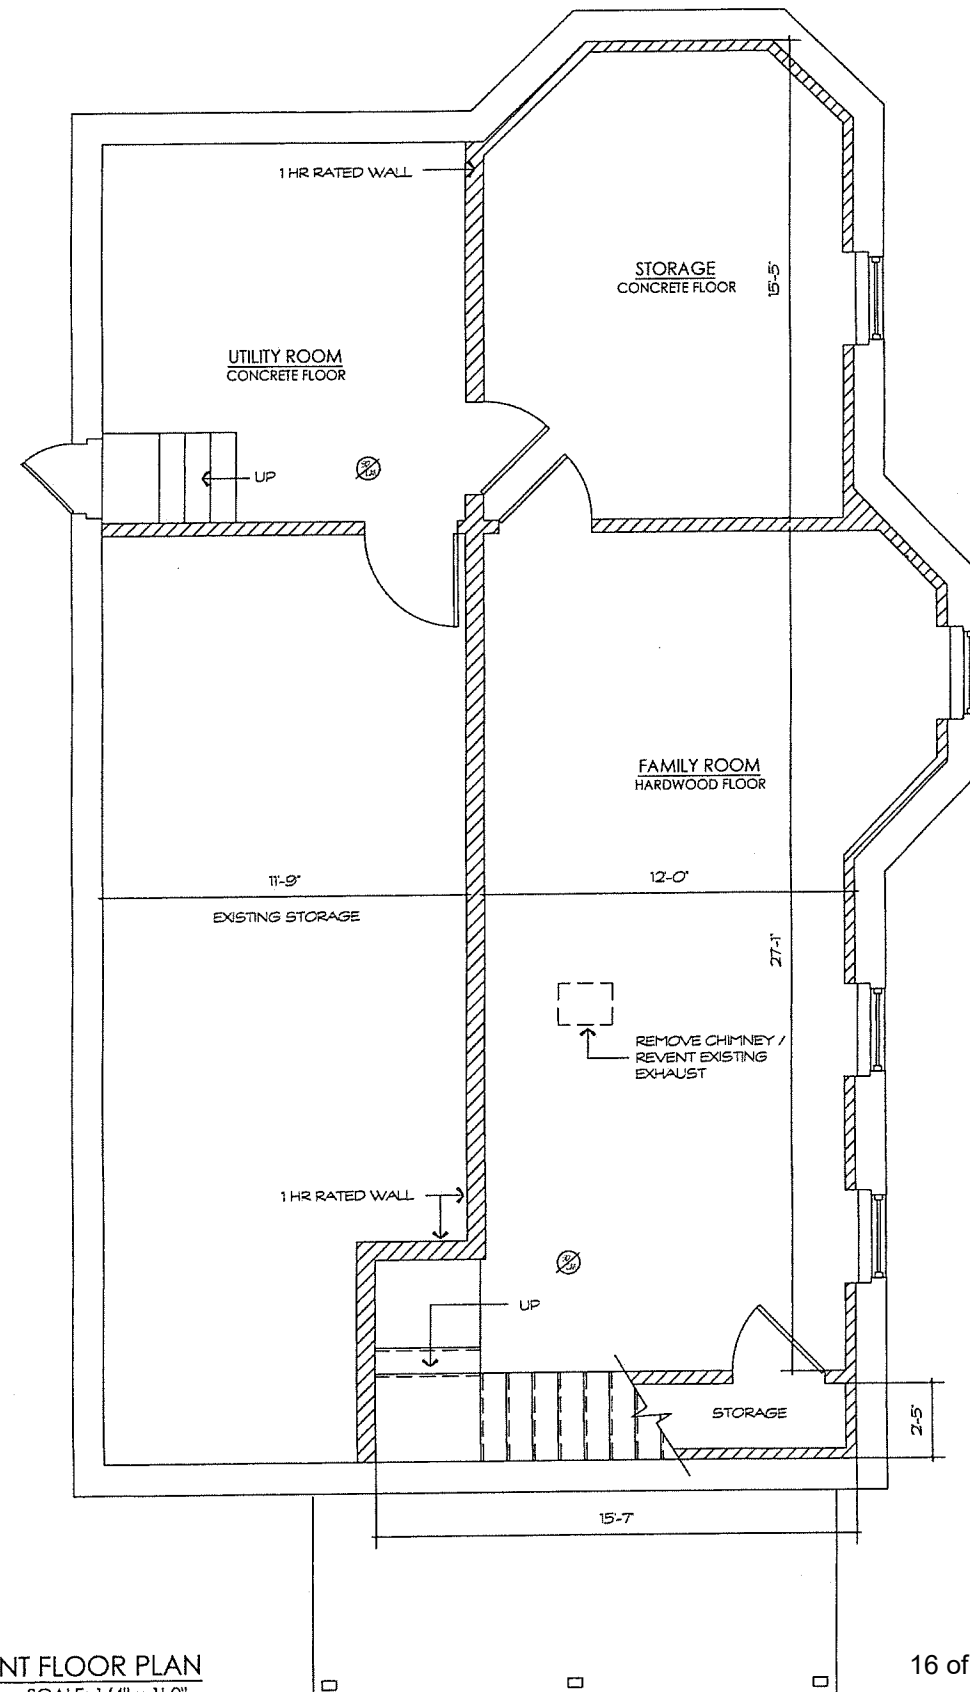 1 HR RATED WALL
STORAGE
CONCRETE FLOOR
15'-5"
UTILITY ROOM
CONCRETE FLOOR
UP
FAMILY ROOM
HARDWOOD FLOOR
11'-9"
12'-0"
EXISTING STORAGE
27'-1"
REMOVE CHIMNEY /
REVENT EXISTING
EXHAUST
1 HR RATED WALL
UP
STORAGE
2'-5"
15'-7"
NT FLOOR PLAN
16 of